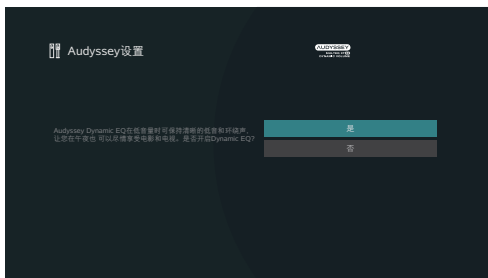 Audyssey设置
AUDYSSEY
DYNAMIC VOLUME
Audyssey Dynamic EQ在低音量时可保持清晰的低音和环绕声,
让您在午夜也 可以尽情享受电影和电视。是否开启Dynamic EQ?
是
否